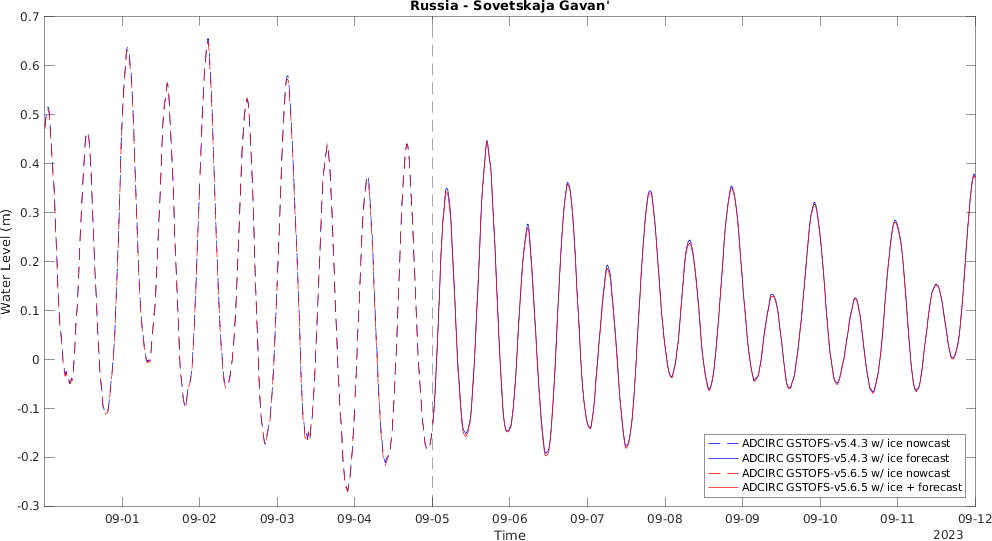 Russia - Sovetskaja Gavan'
0.7
0.6
0.5
0.4
0.3
0.2
0.1
0
-0.1
-0.2
-0.3
Water Level (m)
ADCIRC GSTOFS-v5.4.3 w/ ice nowcast
ADCIRC GSTOFS-v5.4.3 w/ ice forecast
ADCIRC GSTOFS-v5.6.5 w/ ice nowcast
ADCIRC GSTOFS-v5.6.5 w/ ice + forecast
09-01 09-02 09-03 09-04 09-05 09-06 09-07 09-08 09-09 09-10 09-11 09-12
Time
2023